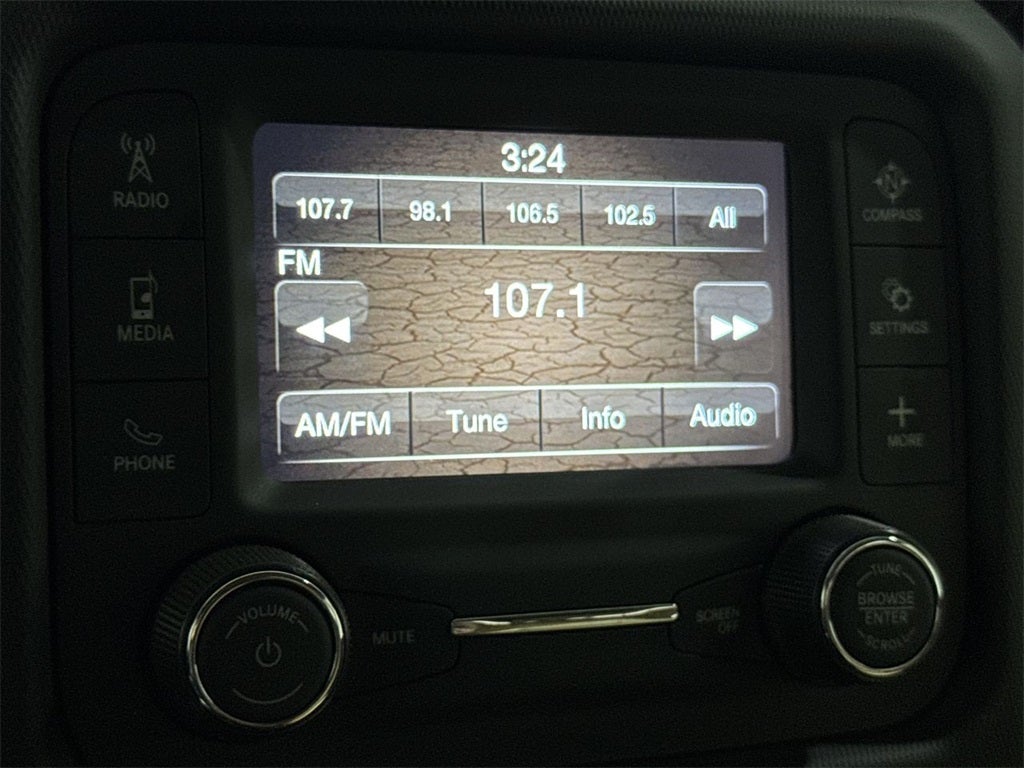 3:24
107.7 98.1 106.5 102.5 All
FM
107.1
AM/FM Tune Info Audio
RADIO
MEDIA
PHONE
COMPASS
SETTINGS
MORE
VOLUME
MUTE
SCREEN
OFF
TUNE
BROWSE
ENTER
SCROLL